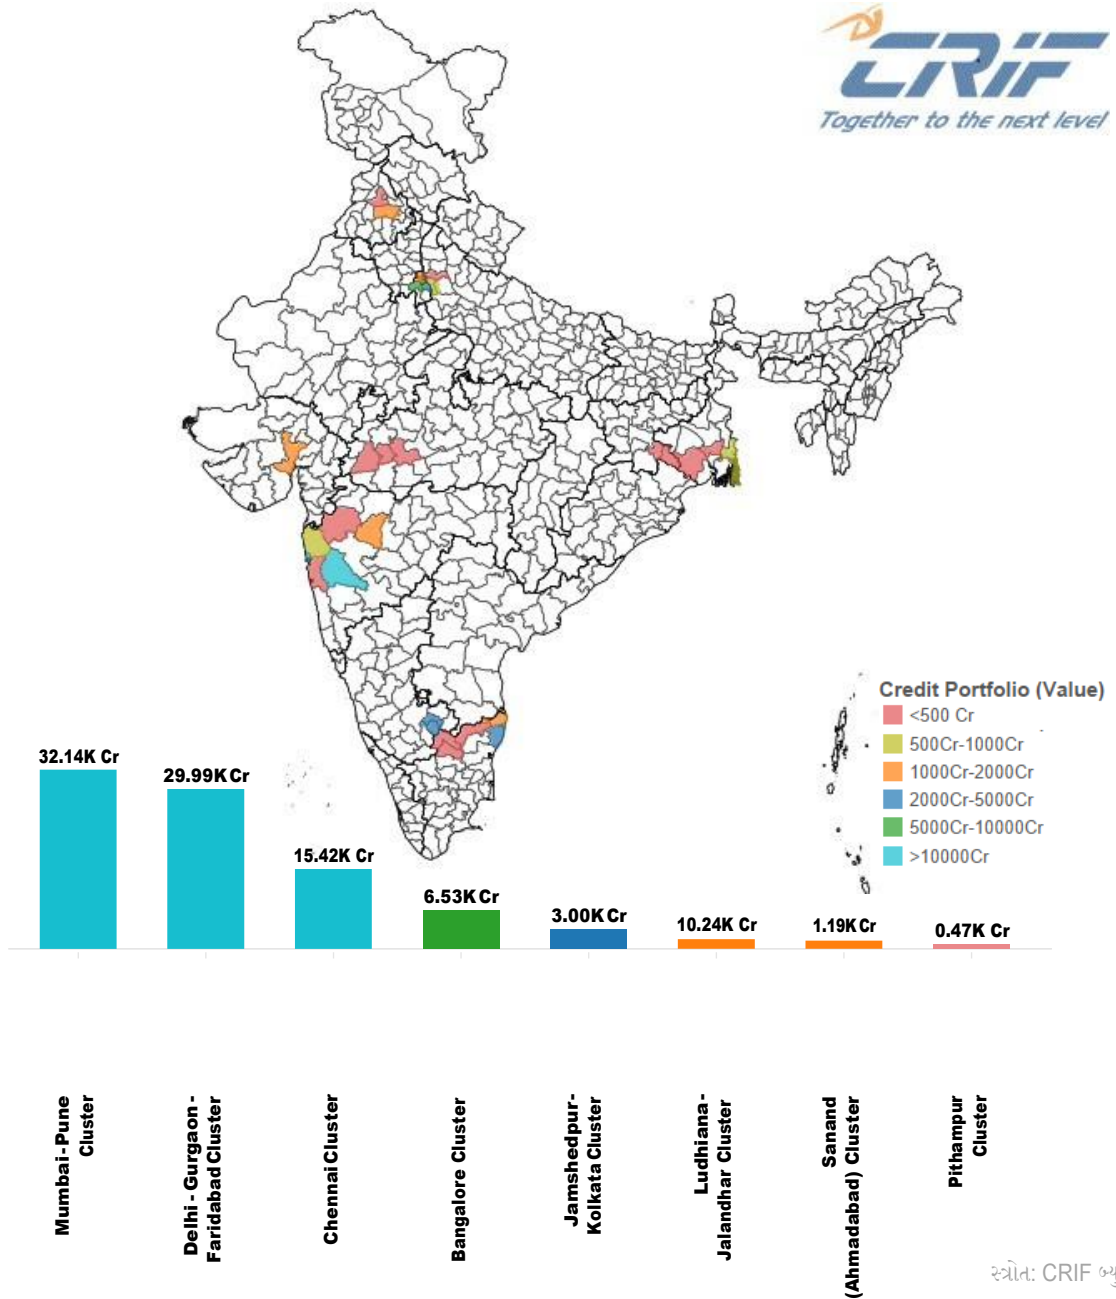 CRIF
Together to the next level
Credit Portfolio (Value)
<500 Cr
500Cr-1000Cr
1000Cr-2000Cr
2000Cr-5000Cr
5000Cr-10000Cr
>10000Cr
32.14K Cr
29.99K Cr
15.42K Cr
6.53K Cr
3.00K Cr
10.24K Cr
1.19K Cr
0.47K Cr
Mumbai-Pune
Cluster
Delhi - Gurgaon -
Faridabad Cluster
Chennai Cluster
Bangalore Cluster
Jamshedpur-
Kolkata Cluster
Ludhiana -
Jalandhar Cluster
Sanand
(Ahmadabad) Cluster
Pithampur
Cluster
સ્ત્રોત: CRIF